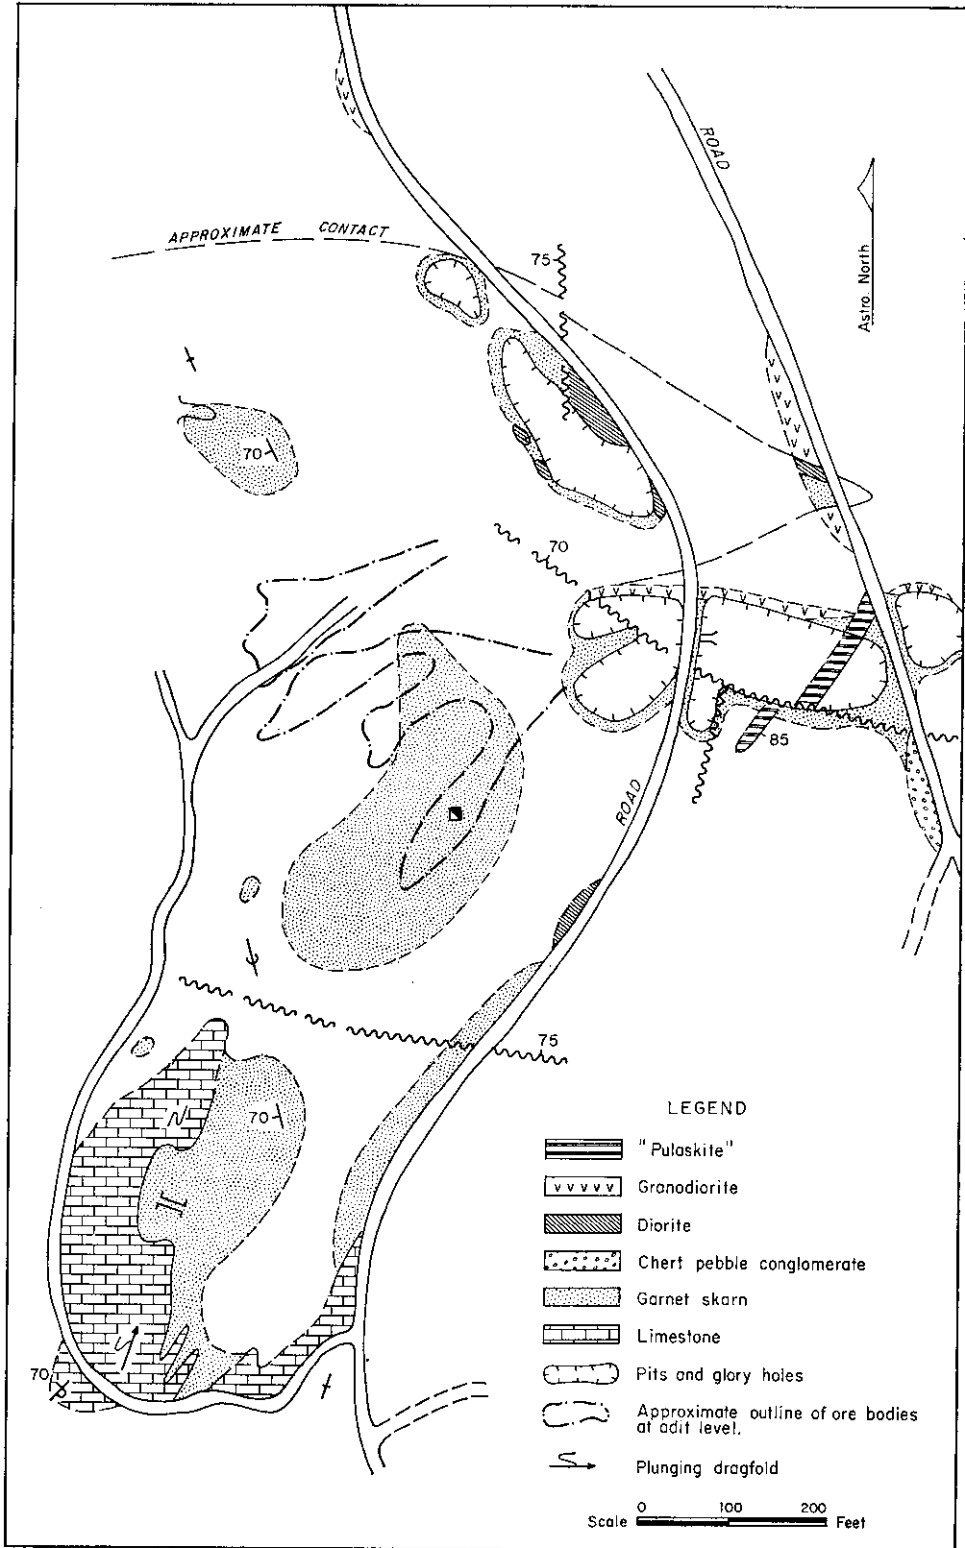 ROAD
Astro. North
APPROXIMATE CONTACT
75
70
70
85
ROAD
75
70
70
LEGEND
"Pulaskite"
Granodiorite
Diorite
Chert pebble conglomerate
Garnet skarn
Limestone
Pits and glory holes
Approximate outline of ore bodies
at adit level.
Plunging dragfold
0 100 200
Scale Feet